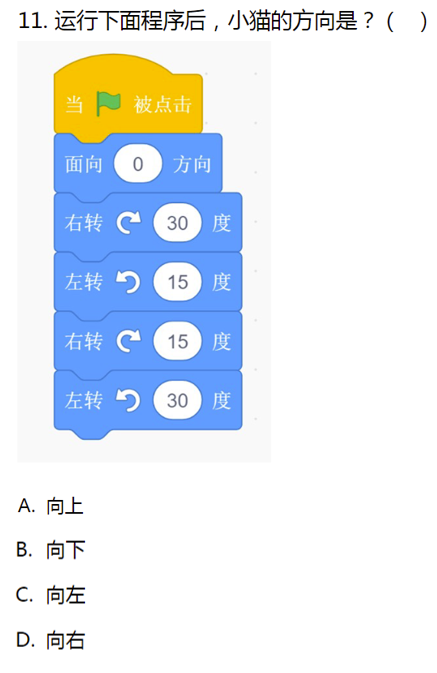 11. 运行下面程序后，小猫的方向是？（　）
当 被点击
面向 0 方向
右转 30 度
左转 15 度
右转 15 度
左转 30 度
A. 向上
B. 向下
C. 向左
D. 向右